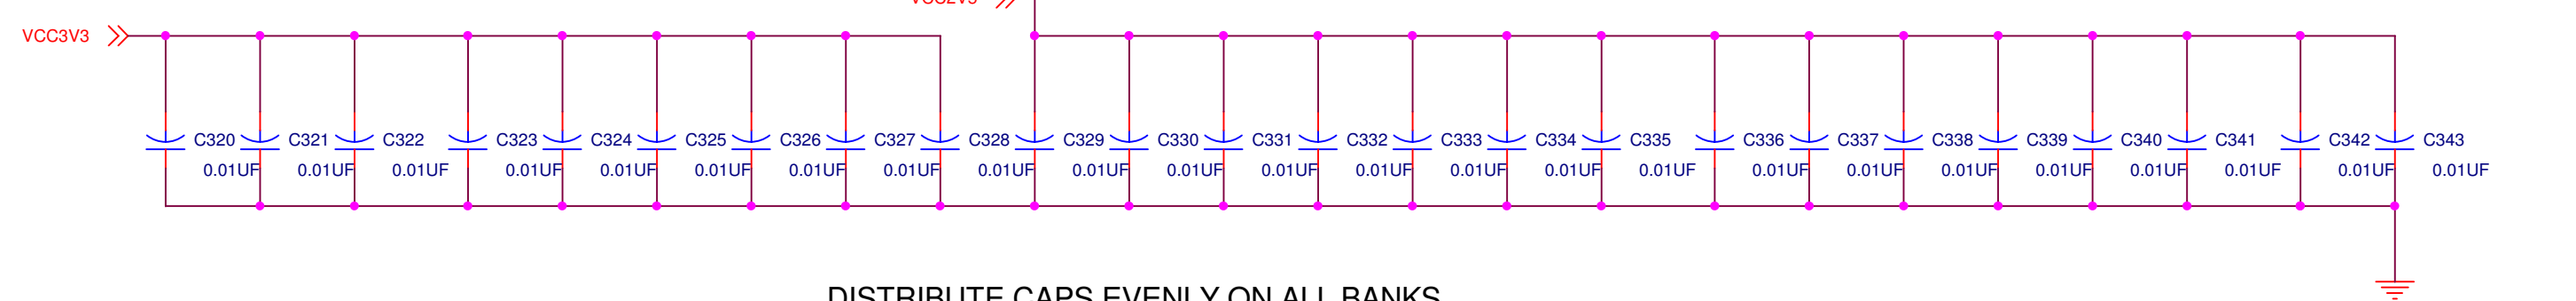 VCC2V5
VCC3V3
C320 C321 C322 C323 C324 C325 C326 C327 C328 C329 C330 C331 C332 C333 C334 C335 C336 C337 C338 C339 C340 C341 C342 C343
0.01UF 0.01UF 0.01UF 0.01UF 0.01UF 0.01UF 0.01UF 0.01UF 0.01UF 0.01UF 0.01UF 0.01UF 0.01UF 0.01UF 0.01UF 0.01UF 0.01UF 0.01UF 0.01UF 0.01UF 0.01UF 0.01UF 0.01UF 0.01UF
DISTRIBUTE CAPS EVENLY ON ALL BANKS